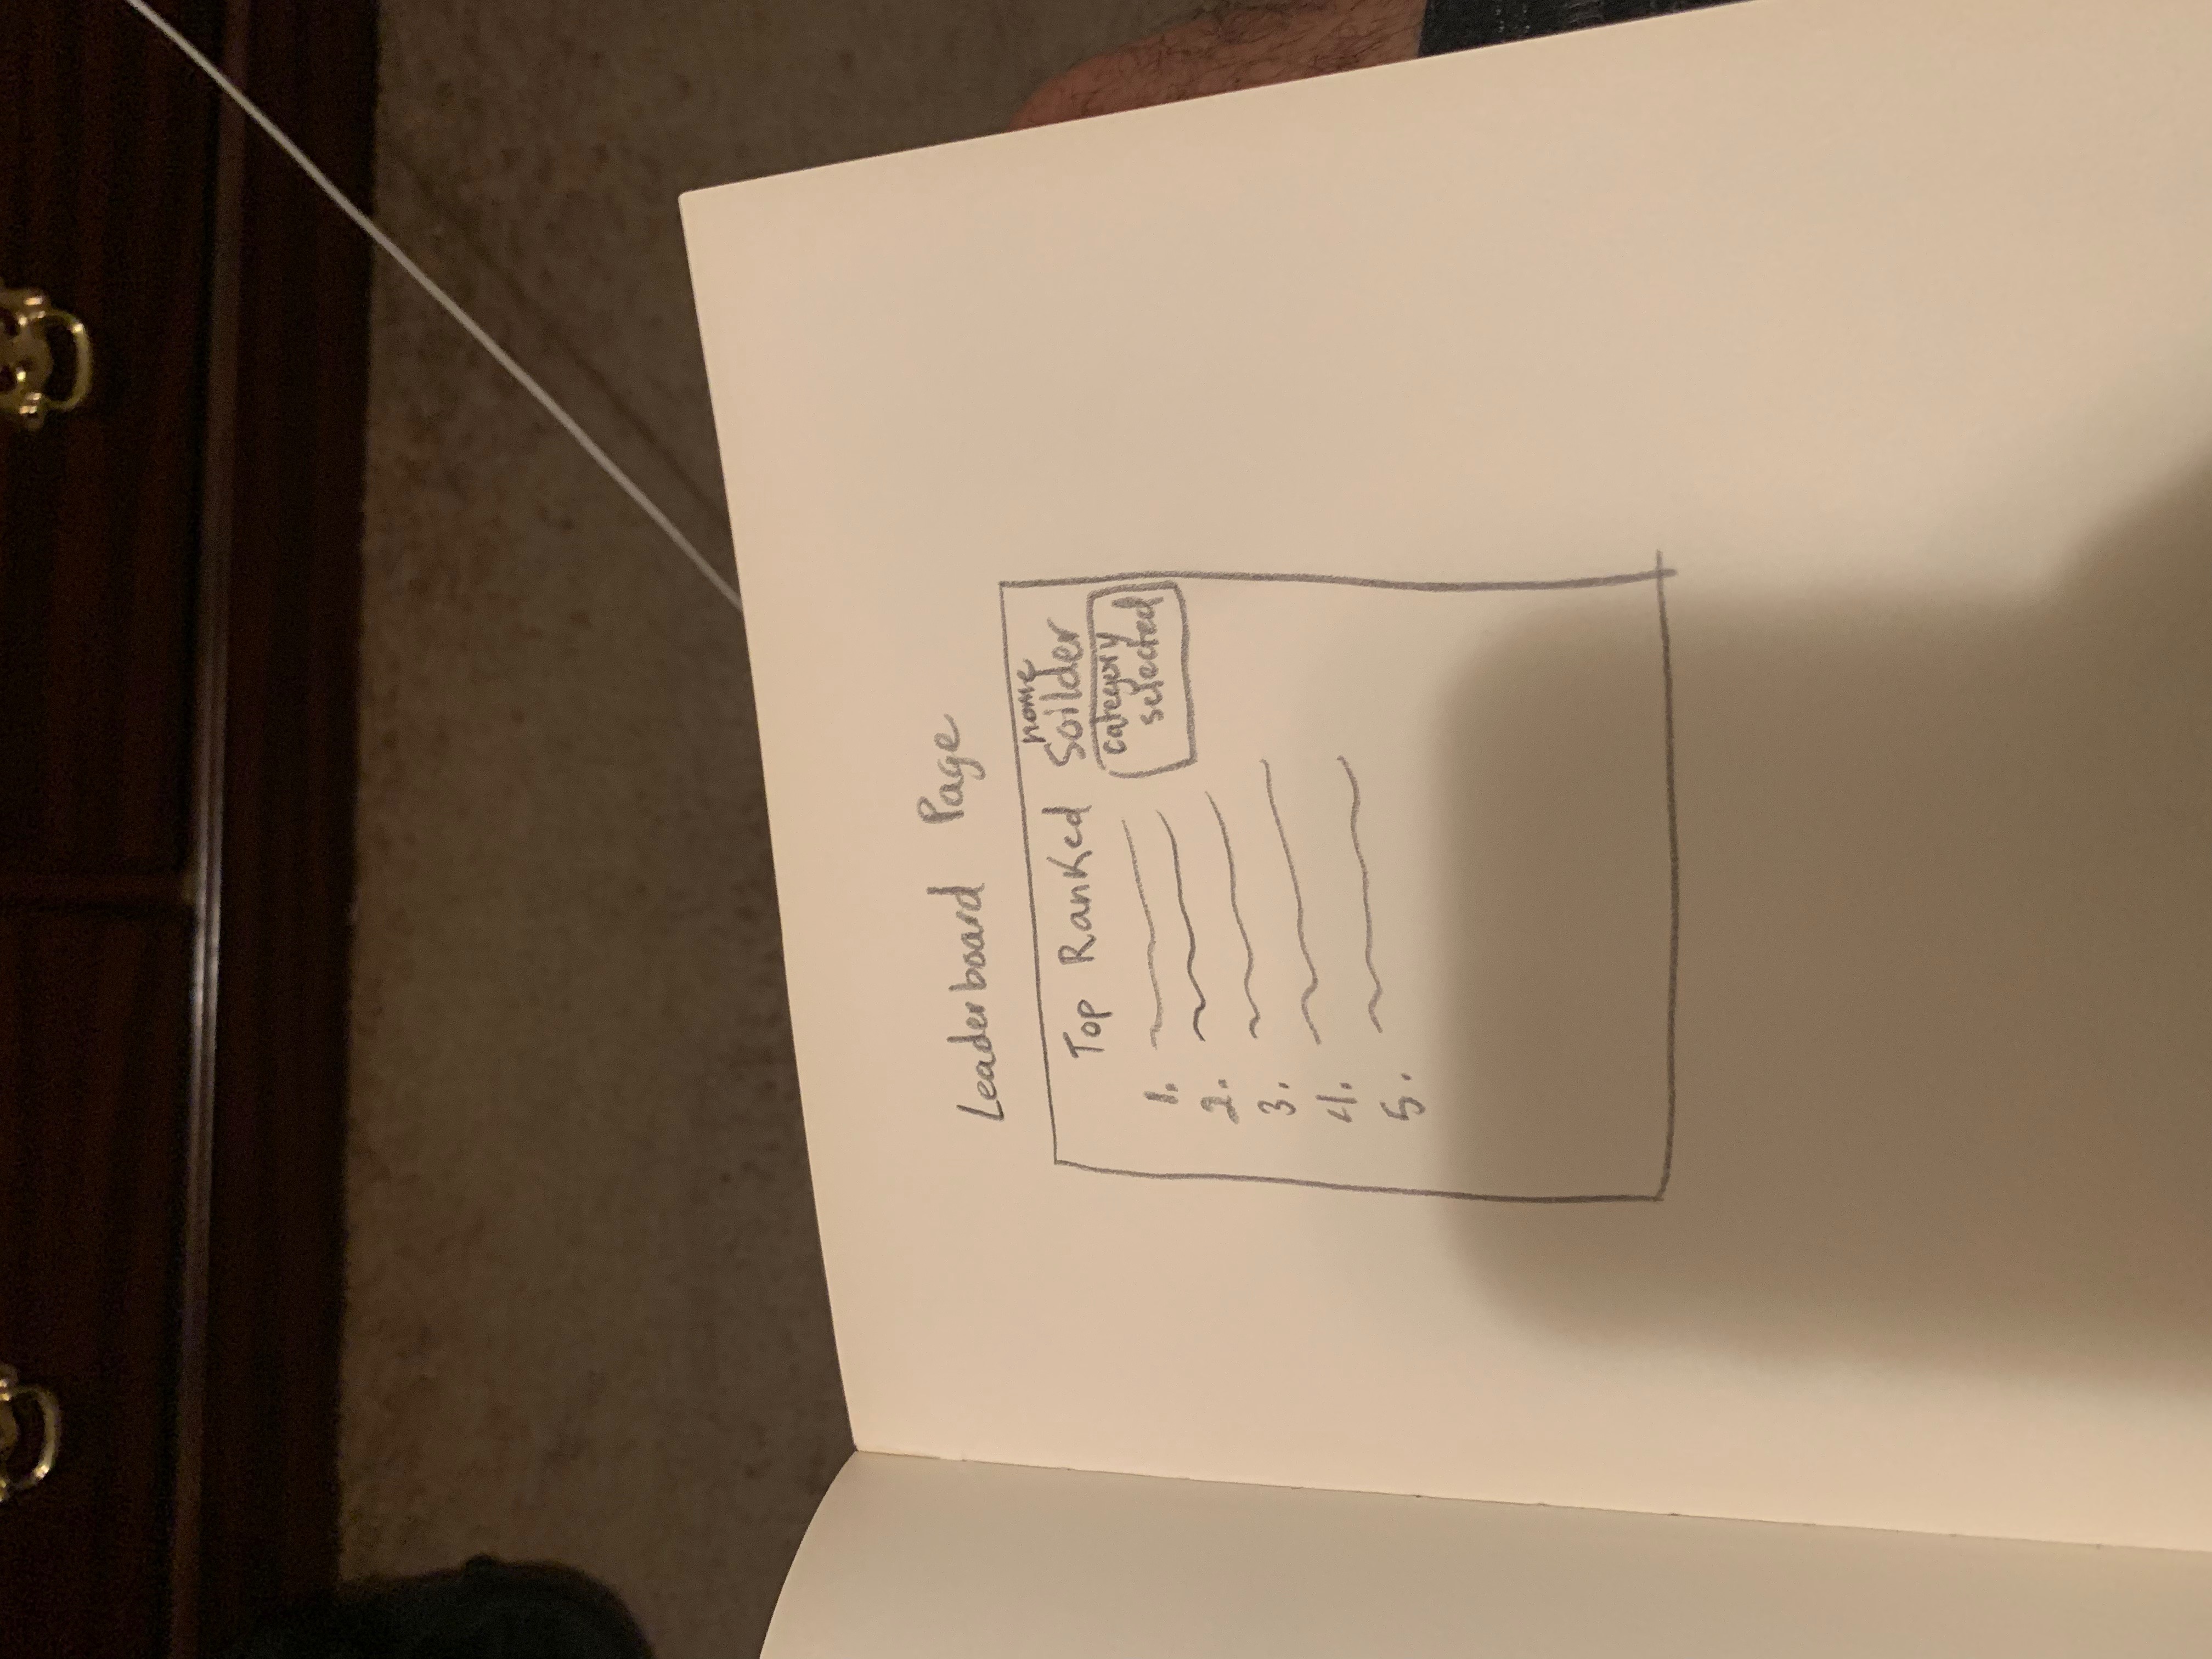 Leaderboard Page
home
Top Ranked Soilder
category
selected
1.
2.
3.
4.
5.